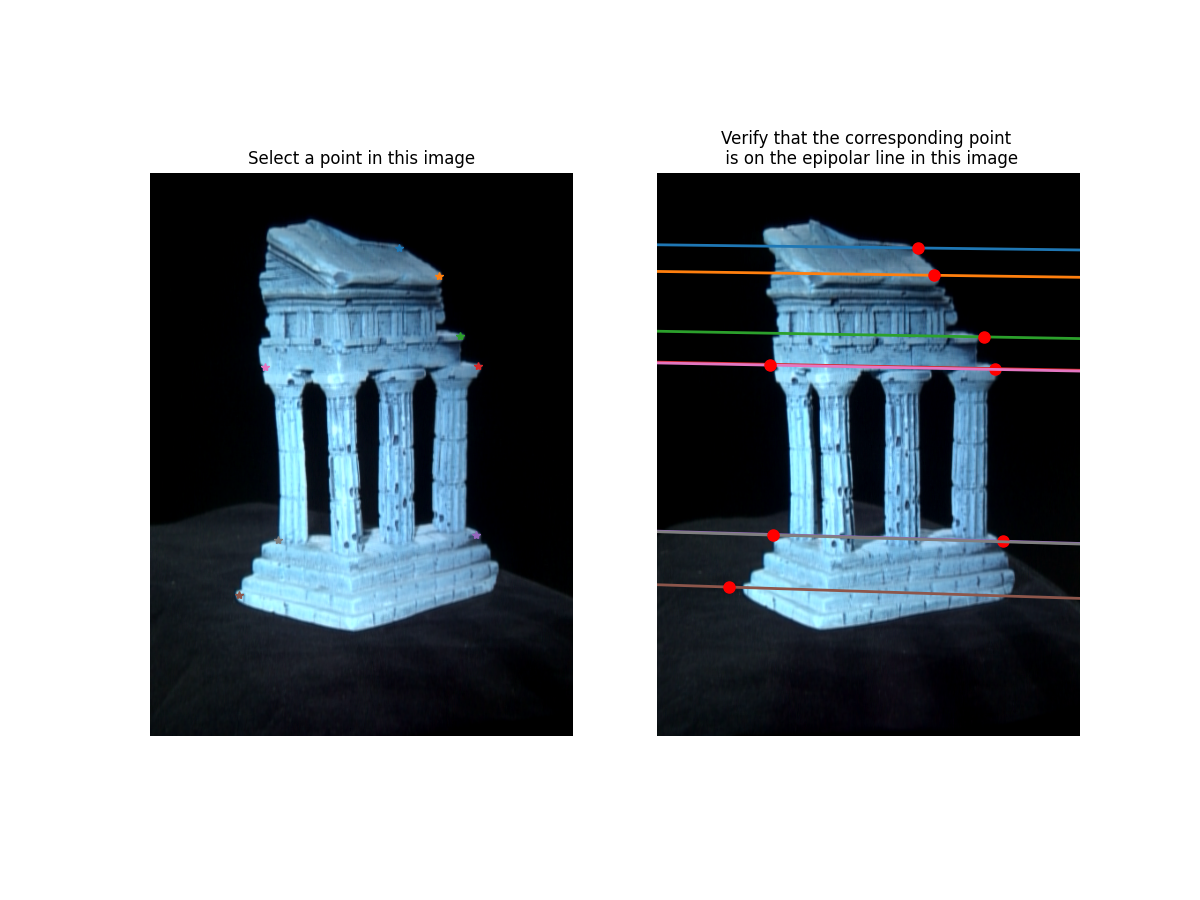 Select a point in this image
Verify that the corresponding point
is on the epipolar line in this image